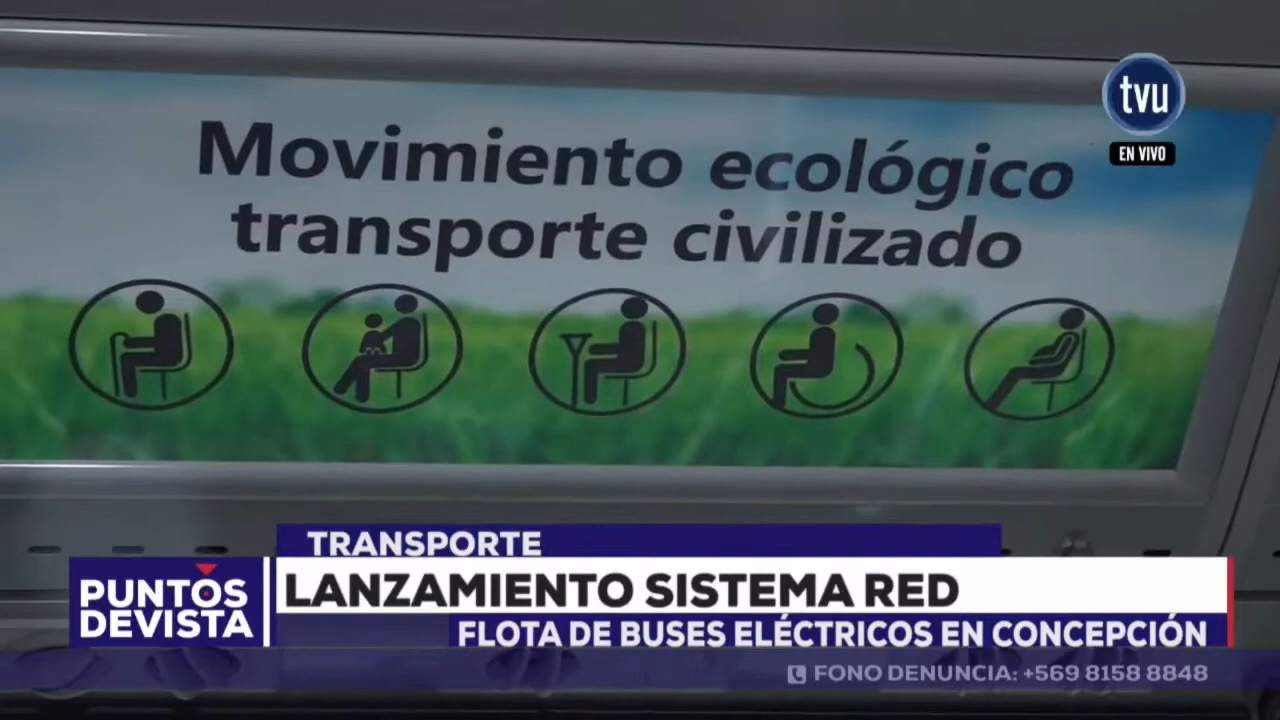 tvu
EN VIVO
Movimiento ecológico
transporte civilizado
TRANSPORTE
PUNTOS
DEVISTA
LANZAMIENTO SISTEMA RED
FLOTA DE BUSES ELÉCTRICOS EN CONCEPCIÓN
FONO DENUNCIA: +569 8158 8848